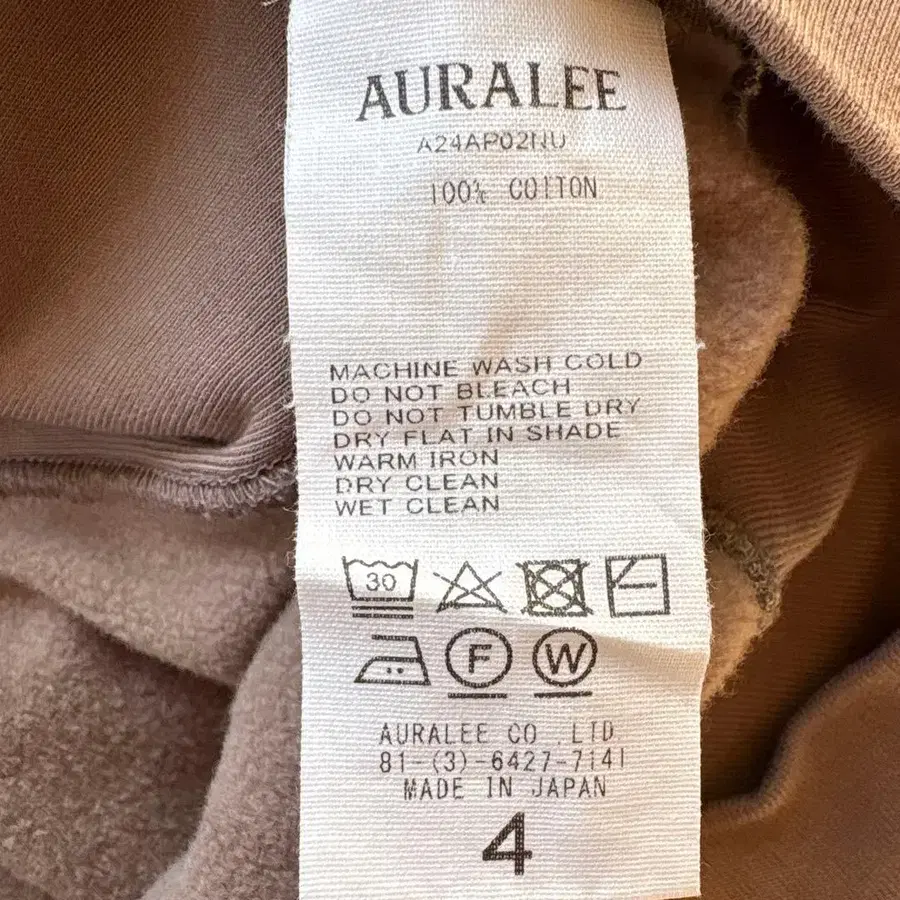 AURALEE
A24AP02NU
100% COTTON
MACHINE WASH COLD
DO NOT BLEACH
DO NOT TUMBLE DRY
DRY FLAT IN SHADE
WARM IRON
DRY CLEAN
WET CLEAN
30
F W
AURALEE CO.,LTD.
81-(3)-6427-7141
MADE IN JAPAN
4